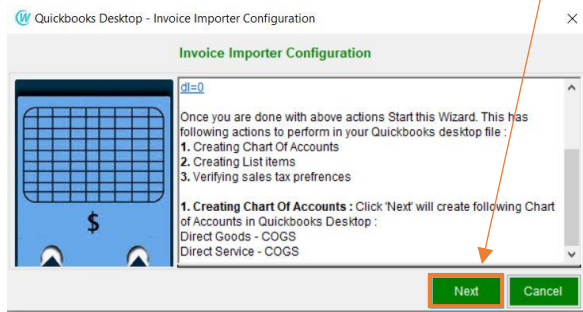 Quickbooks Desktop - Invoice Importer Configuration
Invoice Importer Configuration
dl=0
Once you are done with above actions Start this Wizard. This has
following actions to perform in your Quickbooks desktop file :
1. Creating Chart Of Accounts
2. Creating List items
3. Verifying sales tax prefrences
1. Creating Chart Of Accounts : Click 'Next' will create following Chart
of Accounts in Quickbooks Desktop :
Direct Goods - COGS
Direct Service - COGS
$
Next
Cancel